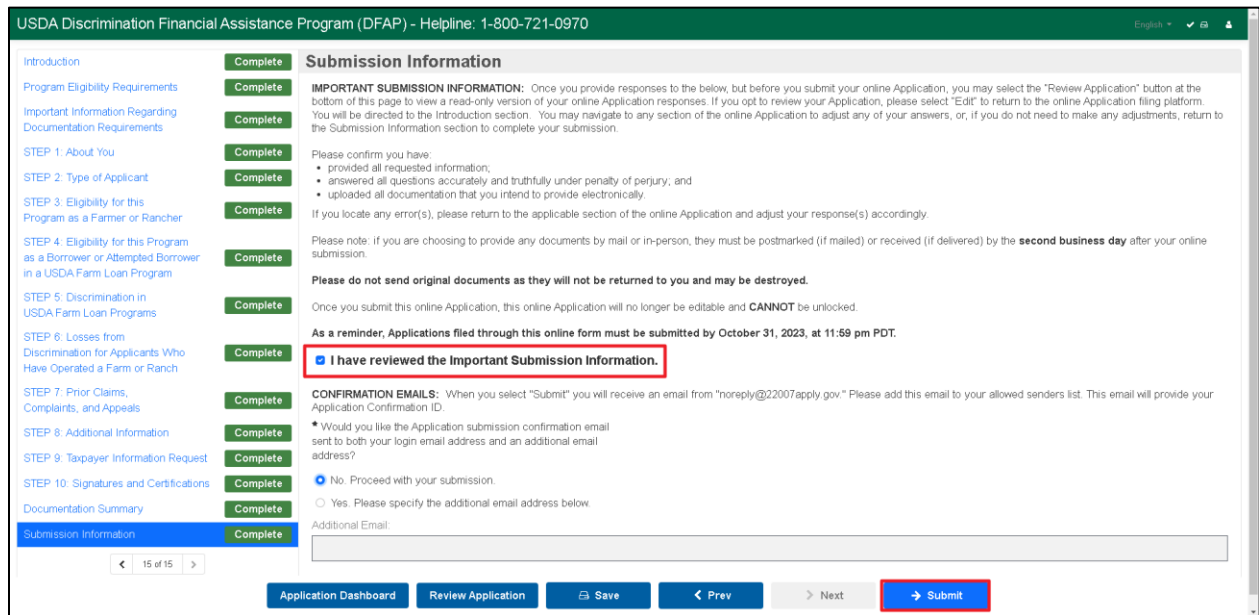 USDA Discrimination Financial Assistance Program (DFAP) - Helpline: 1-800-721-0970
English
Introduction
Complete
Program Eligibility Requirements
Complete
Important Information Regarding
Documentation Requirements
Complete
STEP 1: About You
Complete
STEP 2: Type of Applicant
Complete
STEP 3: Eligibility for this
Program as a Farmer or Rancher
Complete
STEP 4: Eligibility for this Program
as a Borrower or Attempted Borrower
in a USDA Farm Loan Program
Complete
STEP 5: Discrimination in
USDA Farm Loan Programs
Complete
STEP 6: Losses from
Discrimination for Applicants Who
Have Operated a Farm or Ranch
Complete
STEP 7: Prior Claims,
Complaints, and Appeals
Complete
STEP 8: Additional Information
Complete
STEP 9: Taxpayer Information Request
Complete
STEP 10: Signatures and Certifications
Complete
Documentation Summary
Complete
Submission Information
Complete
15 of 15
Submission Information
IMPORTANT SUBMISSION INFORMATION: Once you provide responses to the below, but before you submit your online Application, you may select the "Review Application" button at the
bottom of this page to view a read-only version of your online Application responses. If you opt to review your Application, please select "Edit" to return to the online Application filing platform.
You will be directed to the Introduction section. You may navigate to any section of the online Application to adjust any of your answers, or, if you do not need to make any adjustments, return to
the Submission Information section to complete your submission.
Please confirm you have:
• provided all requested information;
• answered all questions accurately and truthfully under penalty of perjury; and
• uploaded all documentation that you intend to provide electronically.
If you locate any error(s), please return to the applicable section of the online Application and adjust your response(s) accordingly.
Please note: if you are choosing to provide any documents by mail or in-person, they must be postmarked (if mailed) or received (if delivered) by the second business day after your online
submission.
Please do not send original documents as they will not be returned to you and may be destroyed.
Once you submit this online Application, this online Application will no longer be editable and CANNOT be unlocked.
As a reminder, Applications filed through this online form must be submitted by October 31, 2023, at 11:59 pm PDT.
I have reviewed the Important Submission Information.
CONFIRMATION EMAILS: When you select "Submit" you will receive an email from "noreply@22007apply.gov." Please add this email to your allowed senders list. This email will provide your
Application Confirmation ID.
* Would you like the Application submission confirmation email
sent to both your login email address and an additional email
address?
No. Proceed with your submission.
Yes. Please specify the additional email address below.
Additional Email:
Application Dashboard
Review Application
Save
Prev
Next
Submit